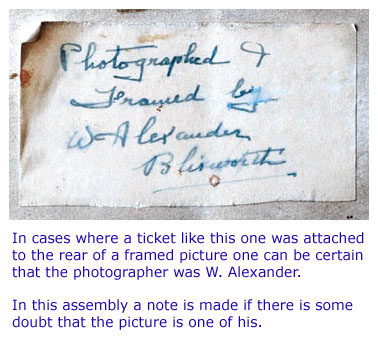 Photographed &
Framed by
W Alexander
Blisworth
In cases where a ticket like this one was attached
to the rear of a framed picture one can be certain
that the photographer was W. Alexander.
In this assembly a note is made if there is some
doubt that the picture is one of his.